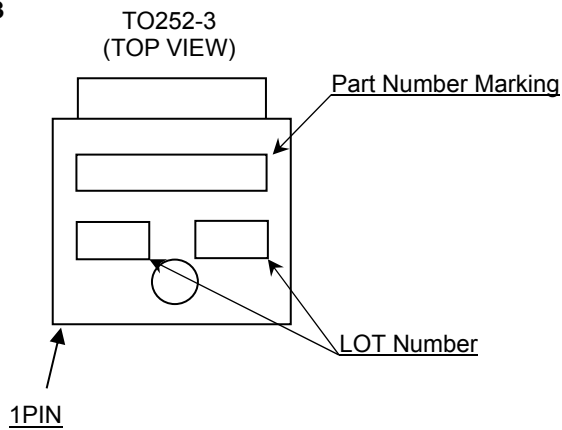 TO252-3
(TOP VIEW)
Part Number Marking
LOT Number
1PIN